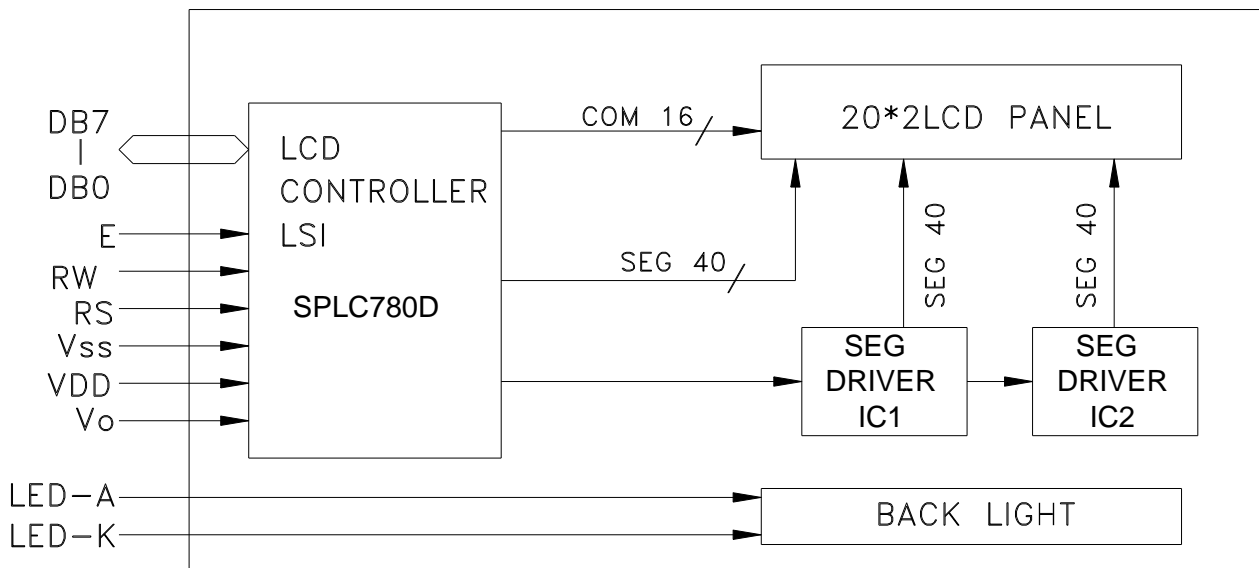 DB7
DB0
E
RW
RS
Vss
VDD
Vo
LED-A
LED-K
LCD
CONTROLLER
LSI
SPLC780D
COM 16
SEG 40
20*2LCD PANEL
SEG 40
SEG 40
SEG
DRIVER
IC1
SEG
DRIVER
IC2
BACK LIGHT